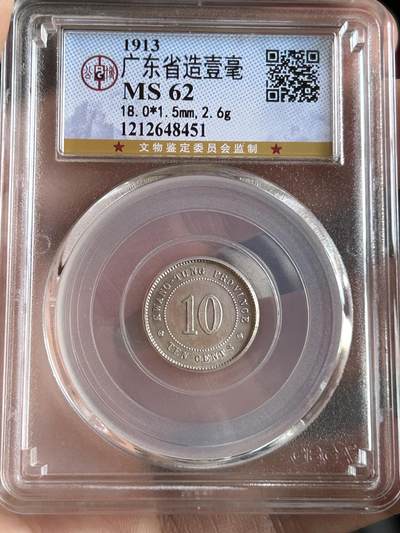 1913
广东省造壹毫
MS 62
18.0*1.5mm,2.6g
1212648451
★ 文物鉴定委员会监制 ★
KWANG-TUNG PROVINCE
10
TEN CENTS